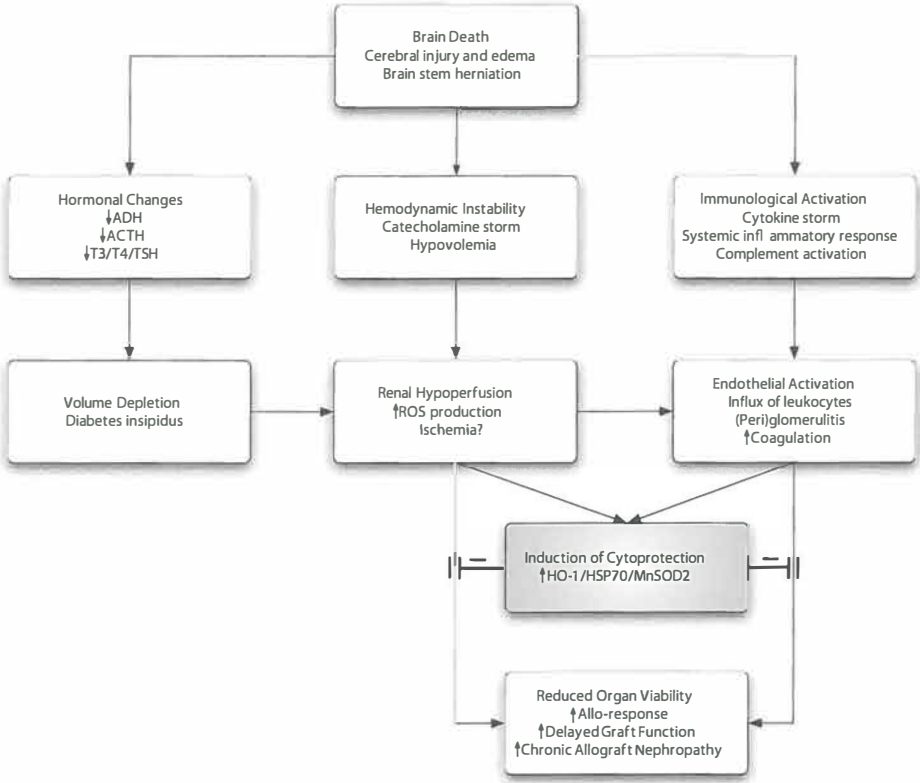 Brain Death
Cerebral injury and edema
Brain stem herniation
Hormonal Changes
↓ADH
↓ACTH
↓T3/T4/TSH
Hemodynamic Instability
Catecholamine storm
Hypovolemia
Immunological Activation
Cytokine storm
Systemic infl ammatory response
Complement activation
Volume Depletion
Diabetes insipidus
Renal Hypoperfusion
↑ROS production
Ischemia?
Endothelial Activation
Influx of leukocytes
(Peri)glomerulitis
↑Coagulation
Induction of Cytoprotection
↑HO-1/HSP70/MnSOD2
Reduced Organ Viability
↑Allo-response
↑Delayed Graft Function
↑Chronic Allograft Nephropathy